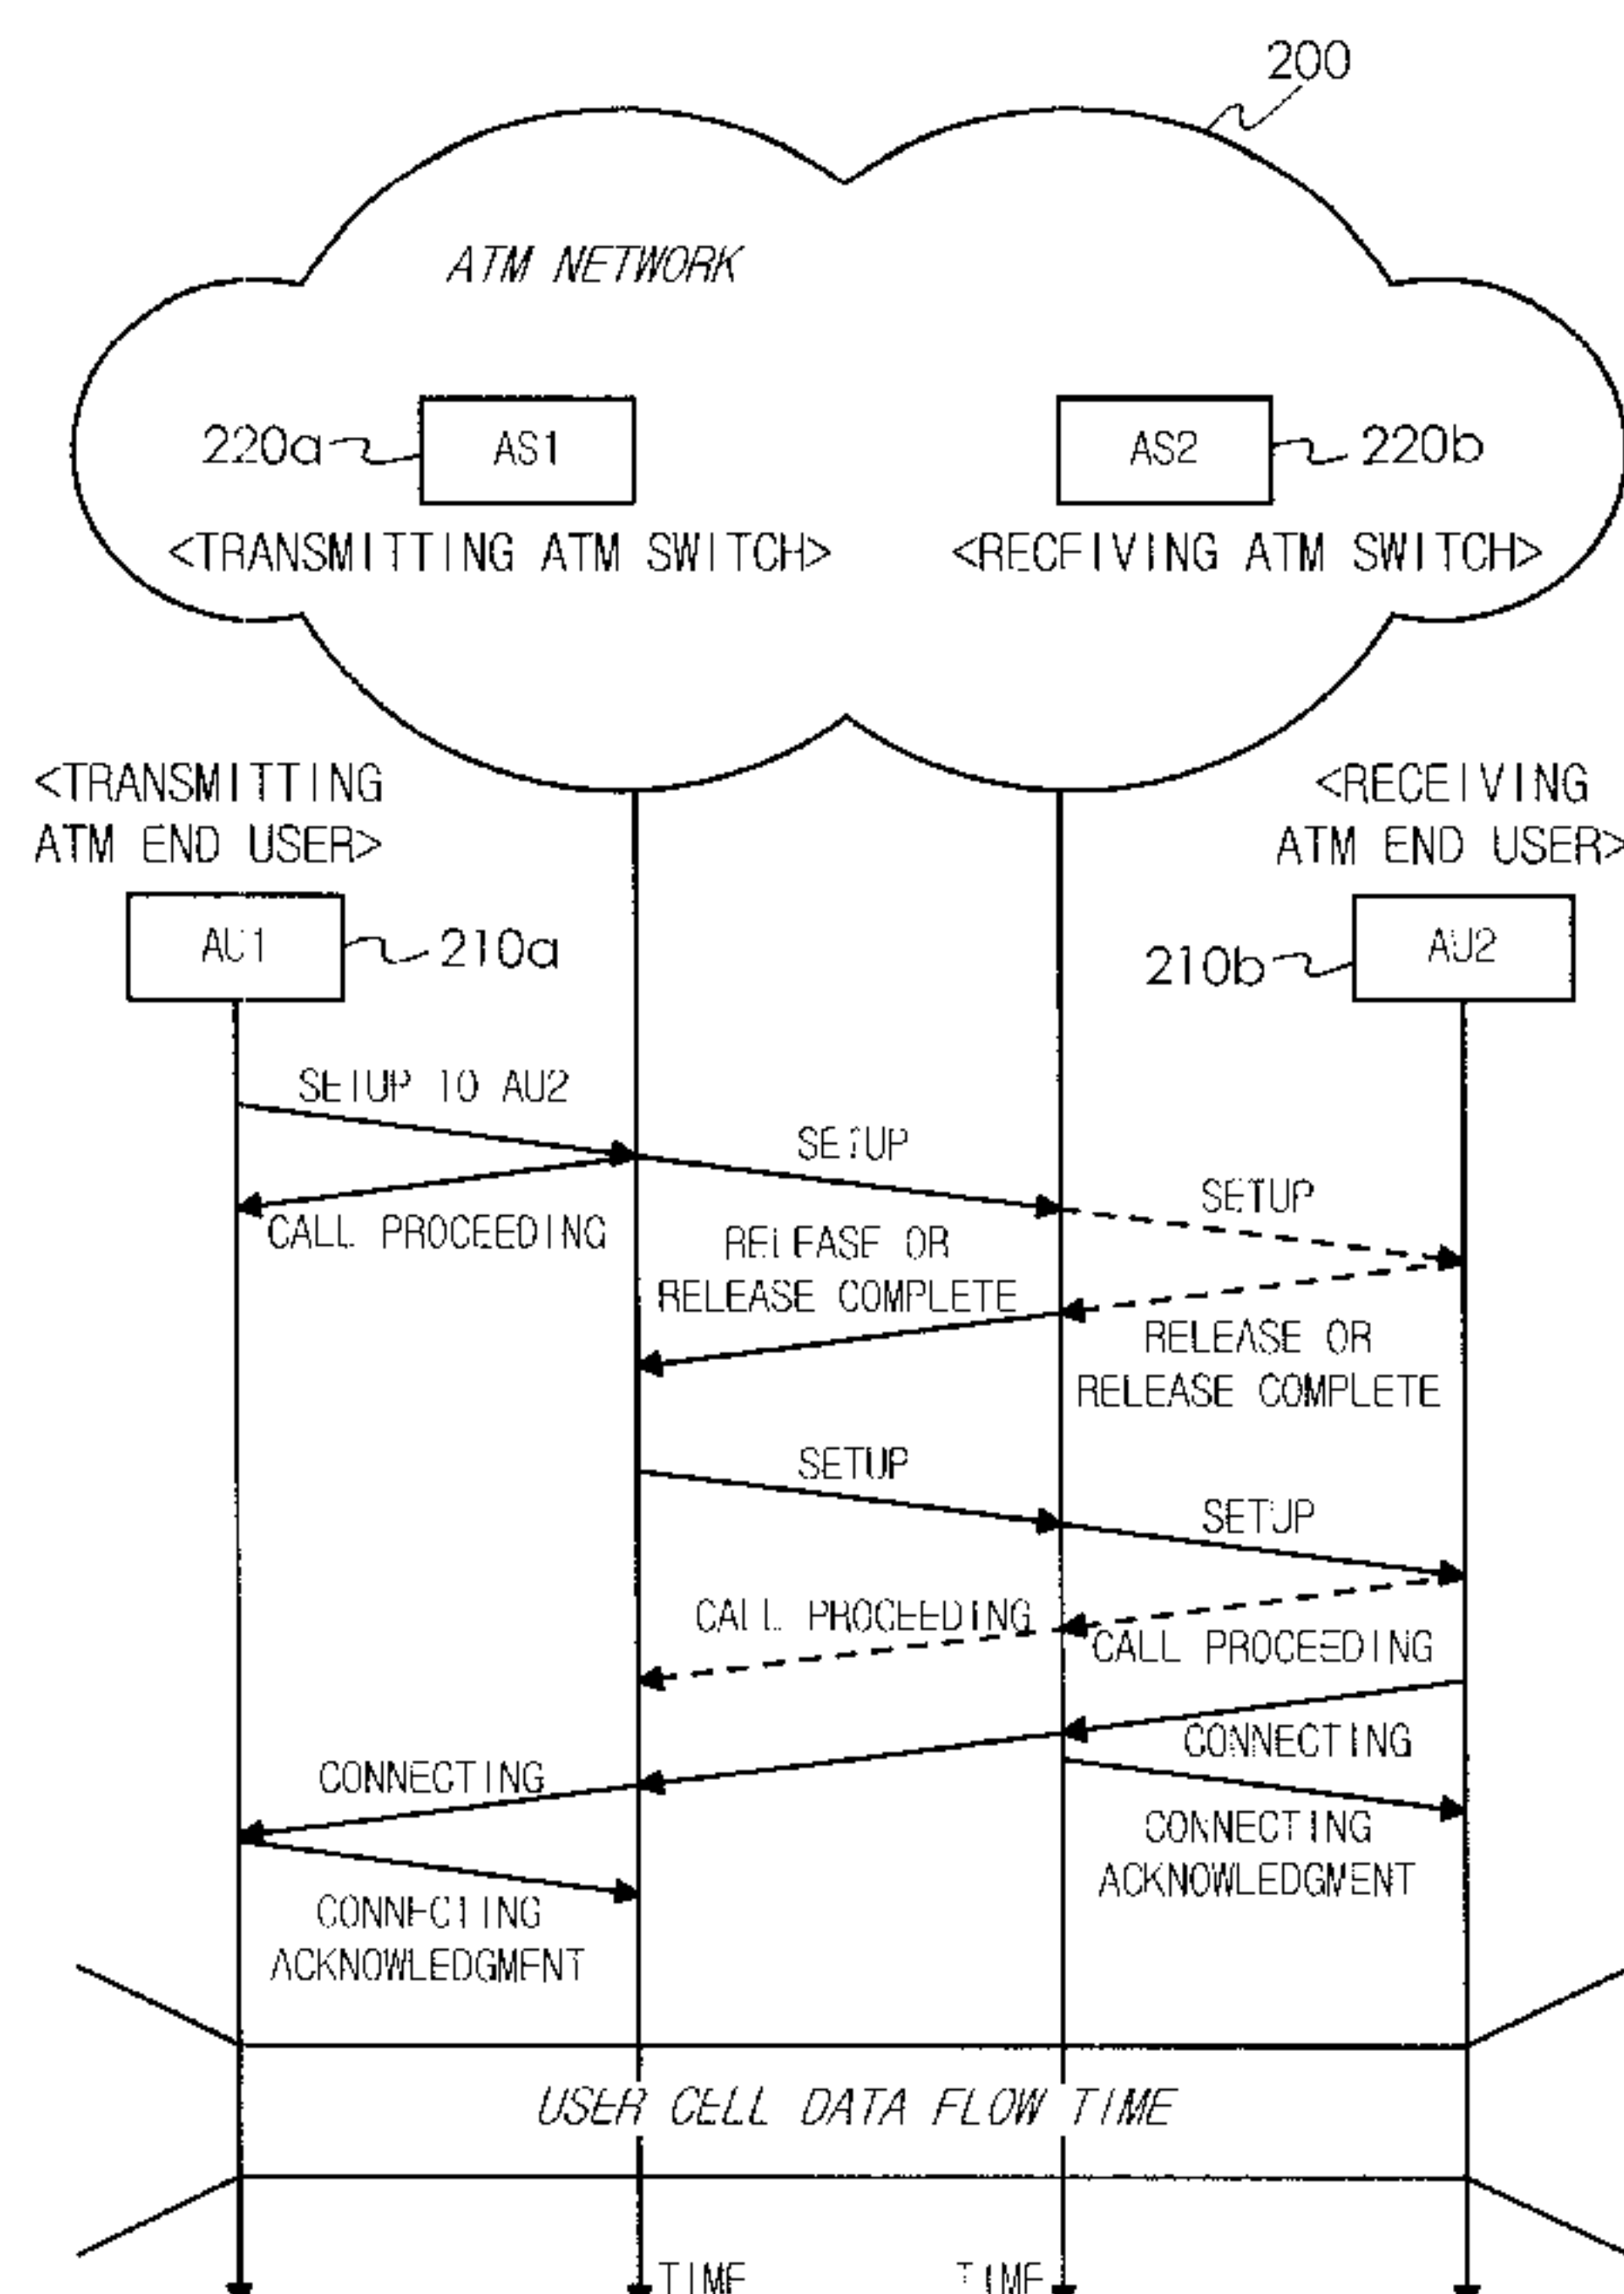 200
ATM NETWORK
220a
AS1
AS2
220b
<TRANSMITTING ATM SWITCH>
<RECEIVING ATM SWITCH>
<TRANSMITTING
ATM END USER>
<RECEIVING
ATM END USER>
AU1
210a
210b
AU2
SETUP TO AU2
SETUP
SETUP
CALL PROCEEDING
RELEASE OR
RELEASE COMPLETE
RELEASE OR
RELEASE COMPLETE
SETUP
SETUP
CALL PROCEEDING
CALL PROCEEDING
CONNECTING
CONNECTING
CONNECTING
ACKNOWLEDGMENT
CONNECTING
ACKNOWLEDGMENT
USER CELL DATA FLOW TIME
TIME
TIME